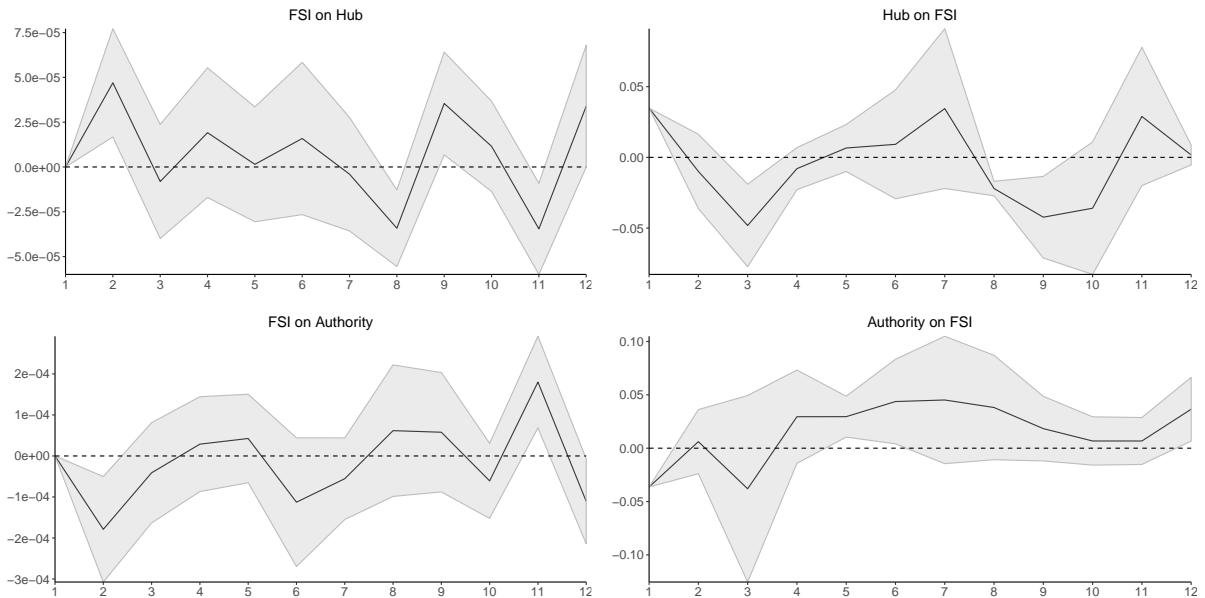 FSI on Hub
7.5e−05
5.0e−05
2.5e−05
0.0e+00
−2.5e−05
−5.0e−05
1 2 3 4 5 6 7 8 9 10 11 12
Hub on FSI
0.05
0.00
−0.05
1 2 3 4 5 6 7 8 9 10 11 12
FSI on Authority
2e−04
1e−04
0e+00
−1e−04
−2e−04
−3e−04
1 2 3 4 5 6 7 8 9 10 11 12
Authority on FSI
0.10
0.05
0.00
−0.05
−0.10
1 2 3 4 5 6 7 8 9 10 11 12